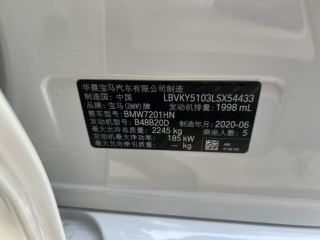 华晨宝马汽车有限公司制造
制造国：中国 LBVKY5103LSX54433
品牌：宝马(BMW)牌 发动机排量：1998 mL
整车型号：BMW7201HN
发动机型号：B48B20D 制造年月：2020-06
最大允许总质量：2245 kg 乘坐人数：5
发动机最大净功率：185 kW
最大允许牵引质量：-- kg